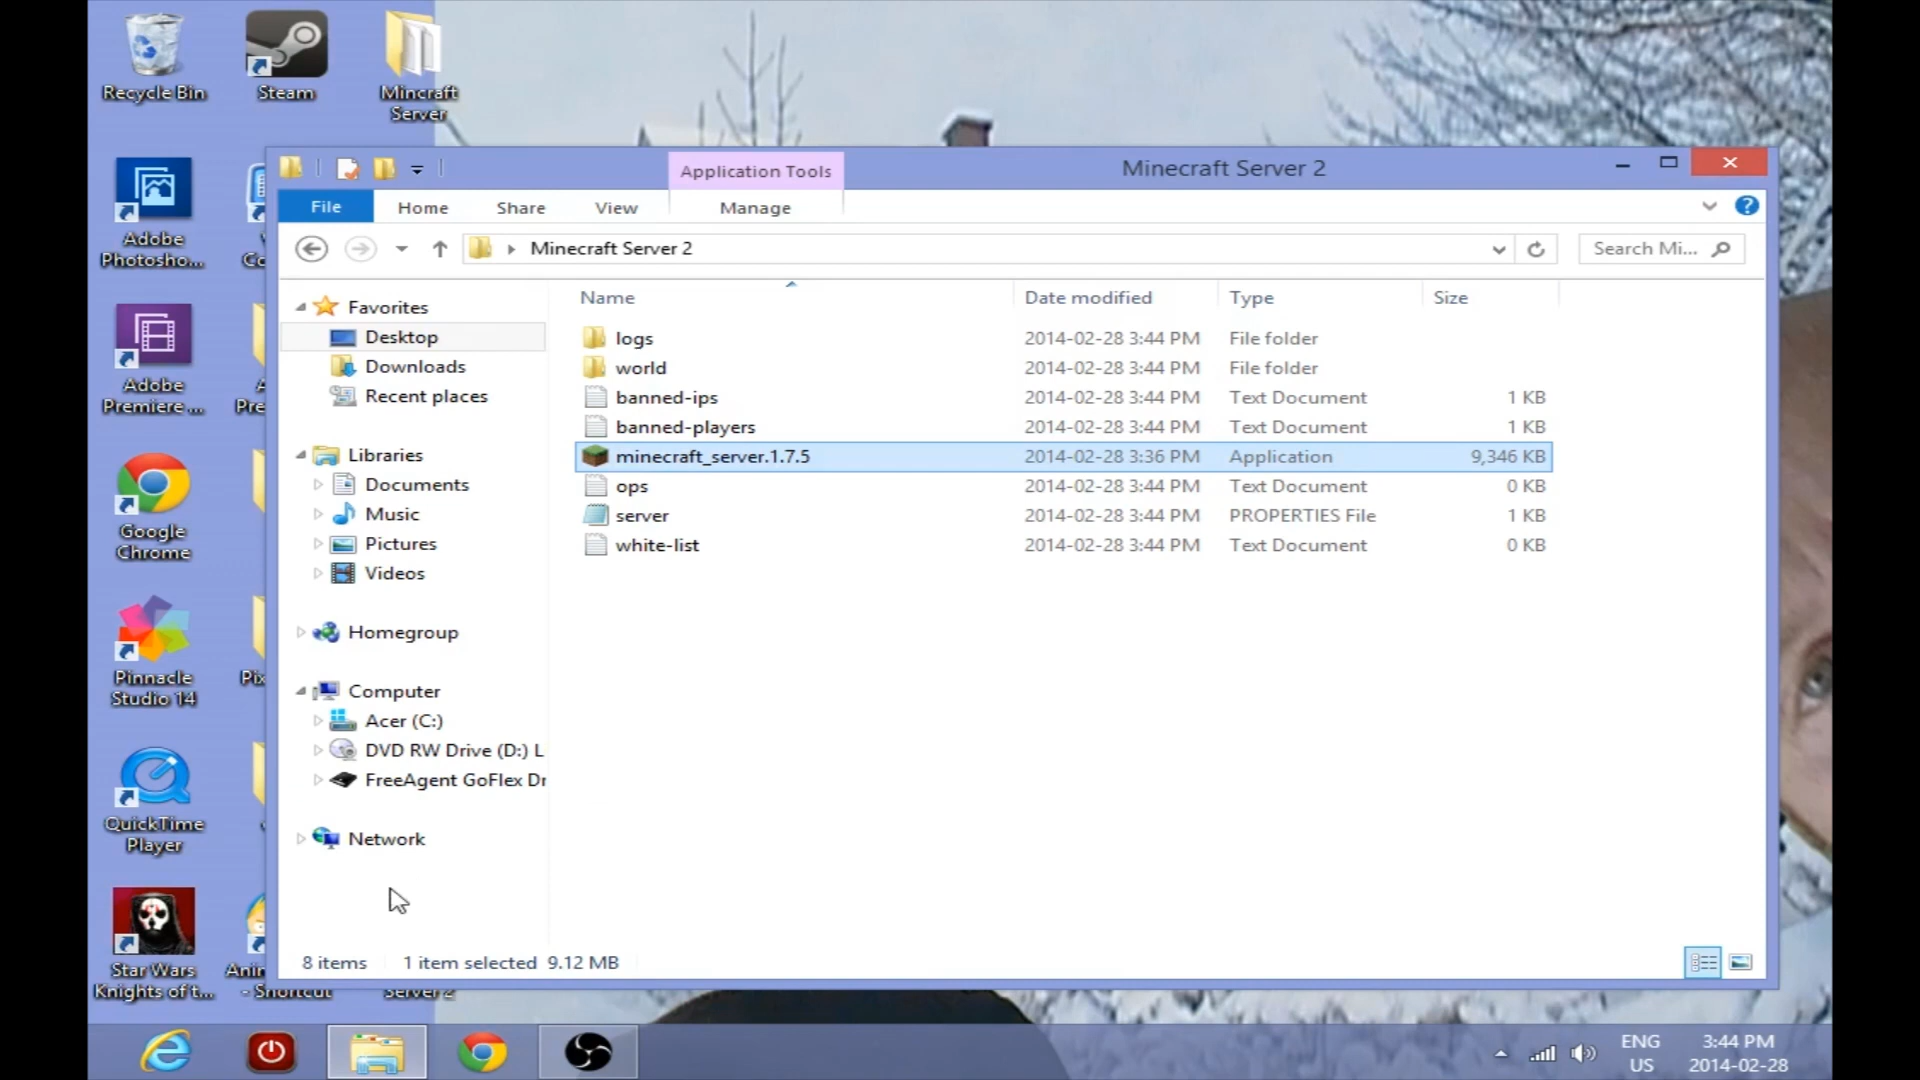 Recycle Bin
Steam
Mincraft
Server
Adobe
Photosho...
Adobe
Premiere ...
Pre
Google
Chrome
Pinnacle
Studio 14
Pix
QuickTime
Player
Star Wars
Knights of t...
Anin
- Shortcut
Server 2
Application Tools
Minecraft Server 2
File
Home
Share
View
Manage
Minecraft Server 2
Search Mi...
Favorites
Desktop
Downloads
Recent places
Libraries
Documents
Music
Pictures
Videos
Homegroup
Computer
Acer (C:)
DVD RW Drive (D:) L
FreeAgent GoFlex Dr
Network
Name Date modified Type Size
logs 2014-02-28 3:44 PM File folder
world 2014-02-28 3:44 PM File folder
banned-ips 2014-02-28 3:44 PM Text Document 1 KB
banned-players 2014-02-28 3:44 PM Text Document 1 KB
minecraft_server.1.7.5 2014-02-28 3:36 PM Application 9,346 KB
ops 2014-02-28 3:44 PM Text Document 0 KB
server 2014-02-28 3:44 PM PROPERTIES File 1 KB
white-list 2014-02-28 3:44 PM Text Document 0 KB
8 items 1 item selected 9.12 MB
ENG
US
3:44 PM
2014-02-28